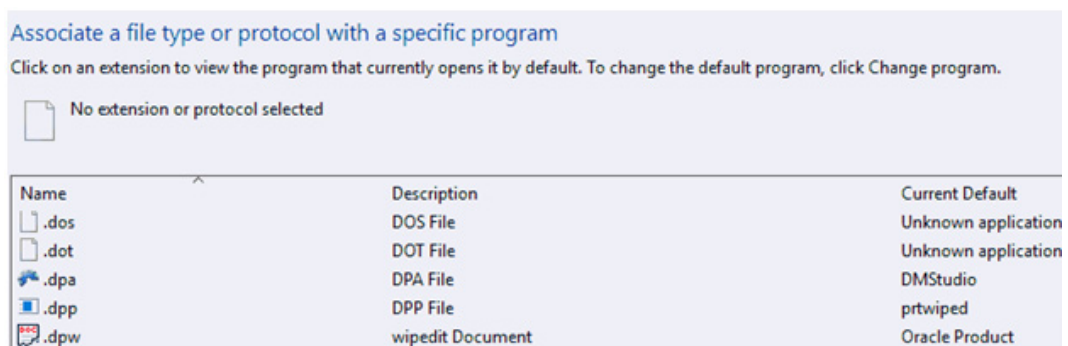 Associate a file type or protocol with a specific program
Click on an extension to view the program that currently opens it by default. To change the default program, click Change program.
No extension or protocol selected
Name Description Current Default
.dos DOS File Unknown application
.dot DOT File Unknown application
.dpa DPA File DMStudio
.dpp DPP File prtwiped
.dpw wipedit Document Oracle Product